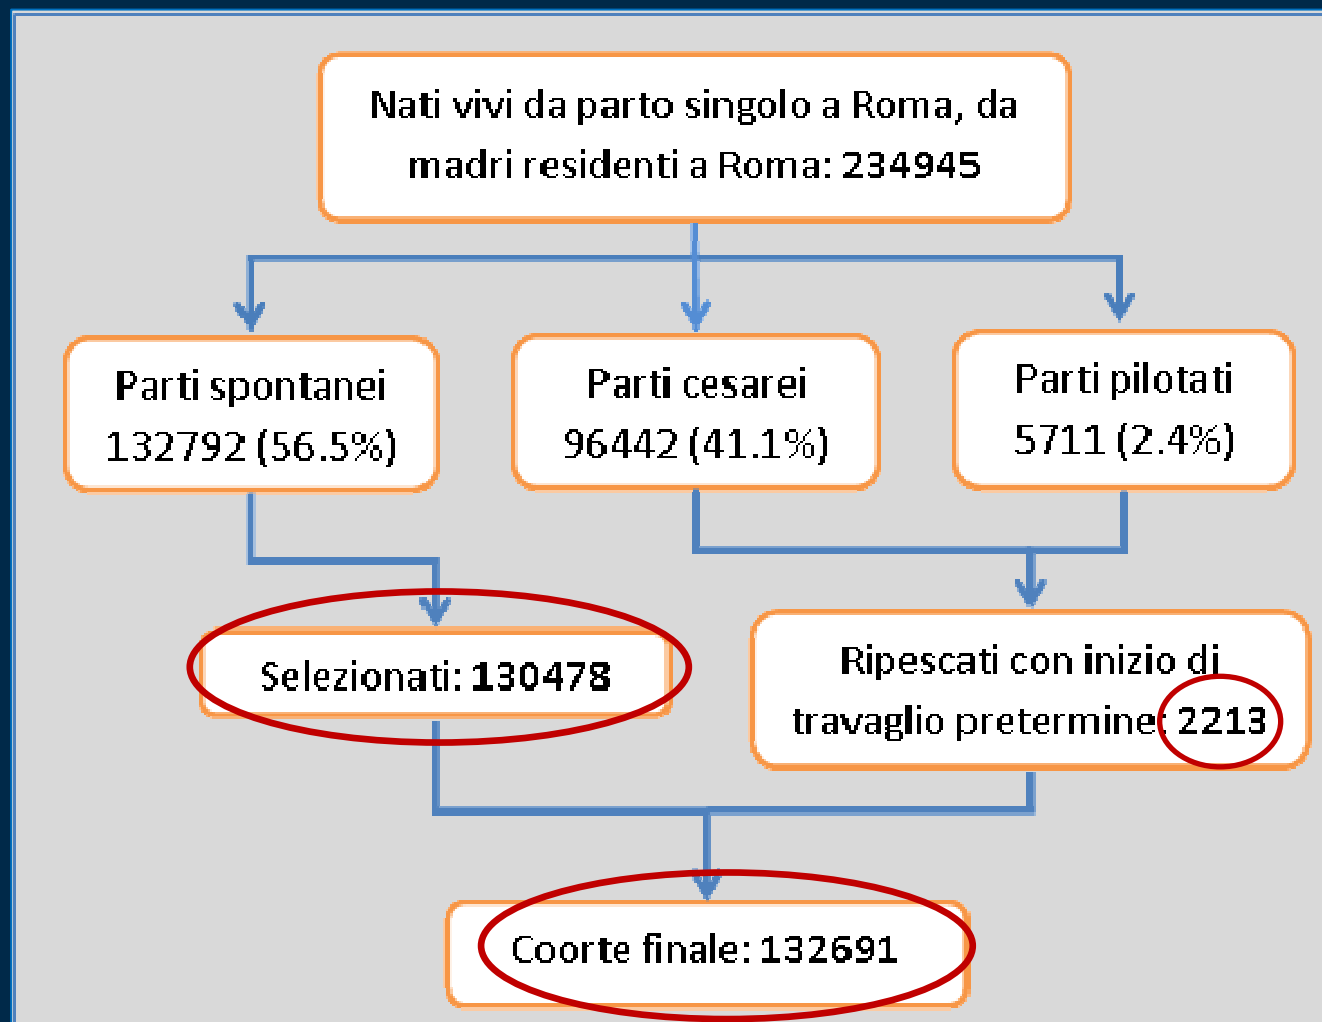 Nati vivi da parto singolo a Roma, da
madri residenti a Roma: 234945
Parti spontanei
132792 (56.5%)
Parti cesarei
96442 (41.1%)
Parti pilotati
5711 (2.4%)
Selezionati: 130478
Ripescati con inizio di
travaglio pretermine: 2213
Coorte finale: 132691